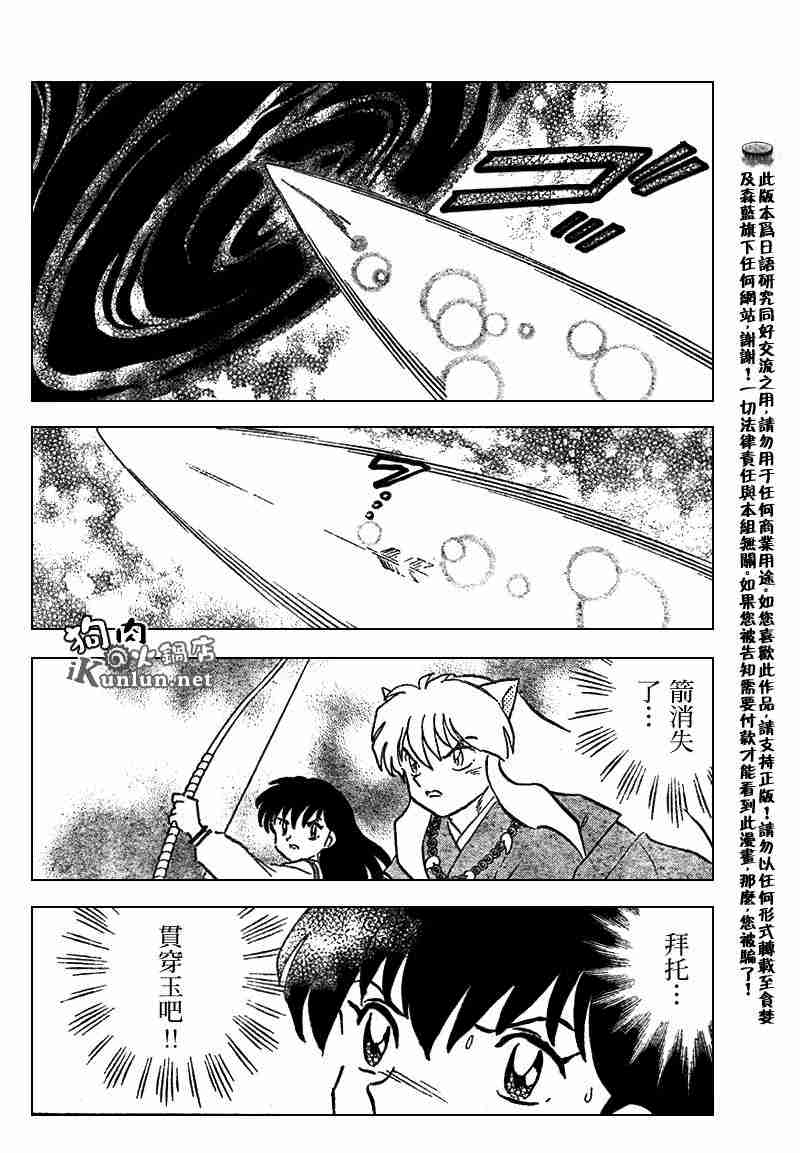 ゴ
フ
箭消失
了…
拜托…
貫穿玉吧!!
狗肉
@火鍋店
iKunlun.net
此版本爲日語研究同好交流之用,請勿用于任何商業用途。如您喜歡此作品,請支持正版!請勿以任何形式轉載至貪婪
及森藍旗下任何網站,謝謝!一切法律責任與本組無關。如果您被告知需要付款才能看到此漫畫,那麽,您被騙了!